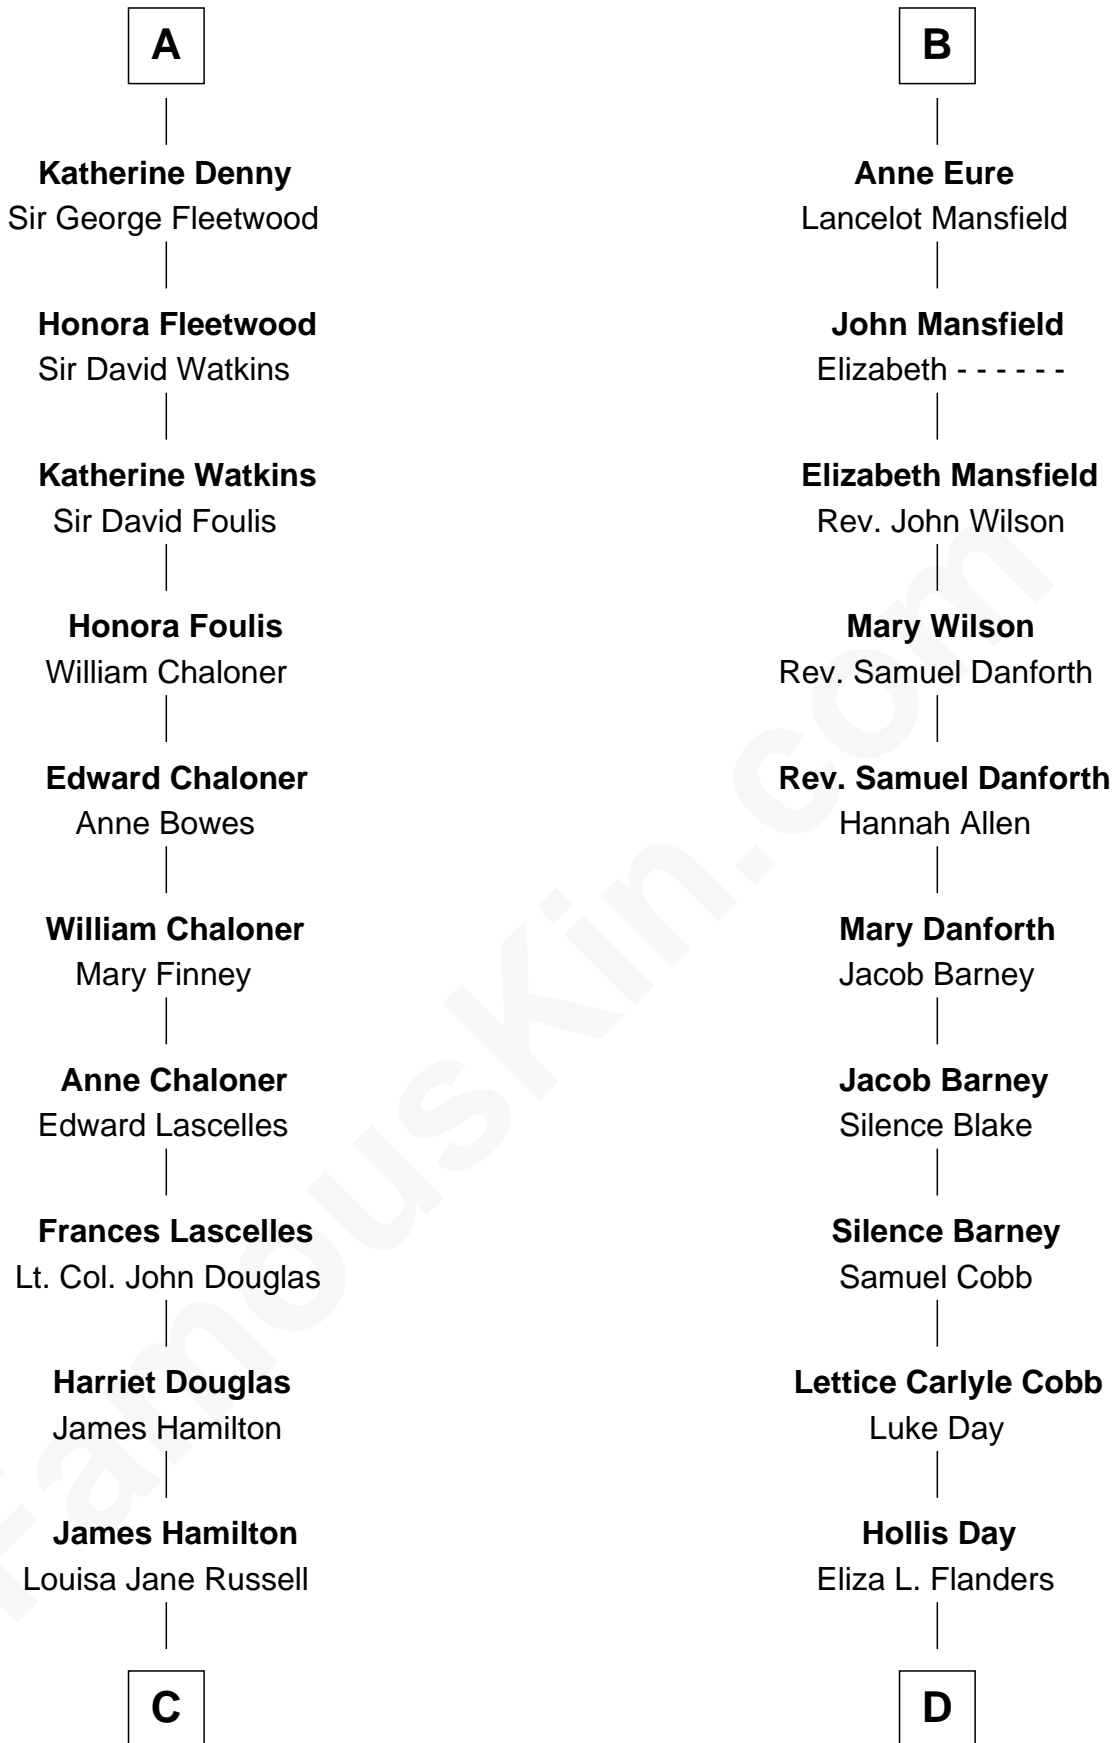 A
Katherine Denny
Sir George Fleetwood
Honora Fleetwood
Sir David Watkins
Katherine Watkins
Sir David Foulis
Honora Foulis
William Chaloner
Edward Chaloner
Anne Bowes
William Chaloner
Mary Finney
Anne Chaloner
Edward Lascelles
Frances Lascelles
Lt. Col. John Douglas
Harriet Douglas
James Hamilton
James Hamilton
Louisa Jane Russell
C
B
Anne Eure
Lancelot Mansfield
John Mansfield
Elizabeth - - - - - -
Elizabeth Mansfield
Rev. John Wilson
Mary Wilson
Rev. Samuel Danforth
Rev. Samuel Danforth
Hannah Allen
Mary Danforth
Jacob Barney
Jacob Barney
Silence Blake
Silence Barney
Samuel Cobb
Lettice Carlyle Cobb
Luke Day
Hollis Day
Eliza L. Flanders
D
FamousKin.com